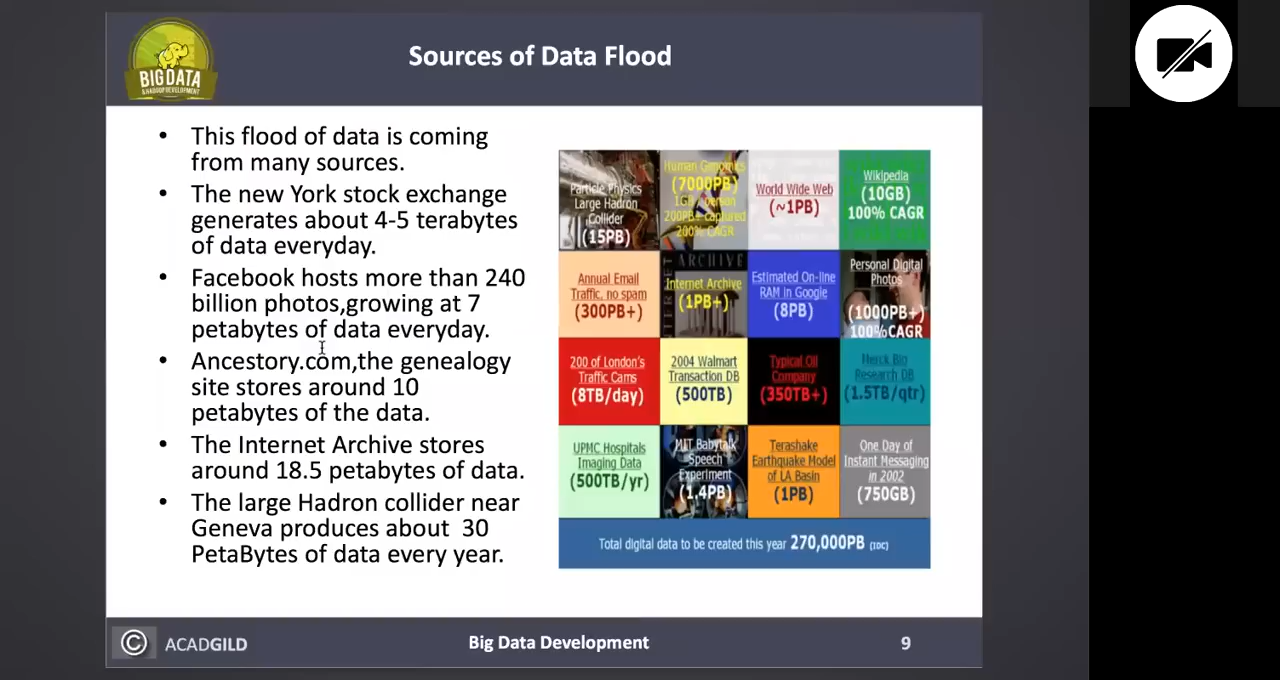 BIG DATA
& HADOOP DEVELOPMENT
Sources of Data Flood
• This flood of data is coming
from many sources.
• The new York stock exchange
generates about 4-5 terabytes
of data everyday.
• Facebook hosts more than 240
billion photos,growing at 7
petabytes of data everyday.
• Ancestory.com,the genealogy
site stores around 10
petabytes of the data.
• The Internet Archive stores
around 18.5 petabytes of data.
• The large Hadron collider near
Geneva produces about 30
PetaBytes of data every year.
Particle Physics
Large Hadron
Collider
(15PB)
Human Genomics
(7000PB)
1GB / person
200PB+ captured
200% CAGR
World Wide Web
(~1PB)
Wikipedia
(10GB)
100% CAGR
Annual Email
Traffic, no spam
(300PB+)
INTERNET
ARCHIVE
Internet Archive
(1PB+)
Estimated On-line
RAM in Google
(8PB)
Personal Digital
Photos
(1000PB+)
100%CAGR
200 of London's
Traffic Cams
(8TB/day)
2004 Walmart
Transaction DB
(500TB)
Typical Oil
Company
(350TB+)
Merck Bio
Research DB
(1.5TB/qtr)
UPMC Hospitals
Imaging Data
(500TB/yr)
MIT Babytalk
Speech
Experiment
(1.4PB)
Terashake
Earthquake Model
of LA Basin
(1PB)
One Day of
Instant Messaging
in 2002
(750GB)
Total digital data to be created this year 270,000PB (IDC)
© ACADGILD
Big Data Development
9